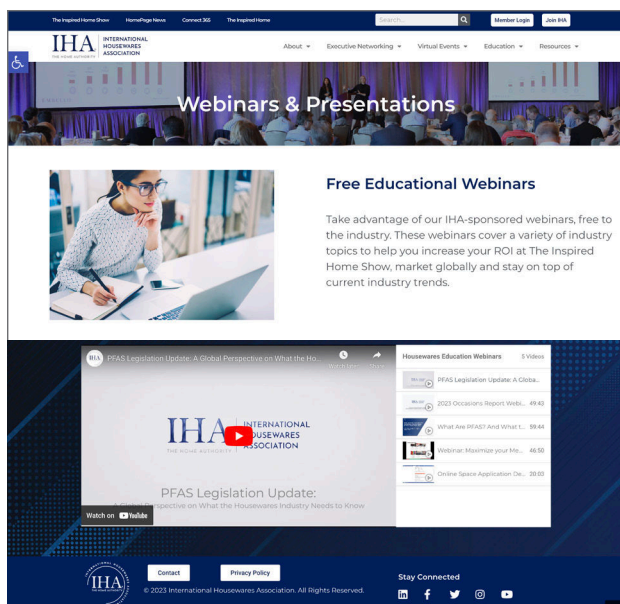 The Inspired Home Show HomePage News Connect 365 The Inspired Home
Search...
Member Login Join IHA
IHA INTERNATIONAL
HOUSEWARES
ASSOCIATION
THE HOME AUTHORITY
About Executive Networking Virtual Events Education Resources
Webinars & Presentations
Free Educational Webinars
Take advantage of our IHA-sponsored webinars, free to
the industry. These webinars cover a variety of industry
topics to help you increase your ROI at The Inspired
Home Show, market globally and stay on top of
current industry trends.
IHA PFAS Legislation Update: A Global Perspective on What the Ho...
Watch later Share
IHA INTERNATIONAL
HOUSEWARES
ASSOCIATION
THE HOME AUTHORITY
PFAS Legislation Update:
A Global Perspective on What the Housewares Industry Needs to Know
Watch on YouTube
Housewares Education Webinars 5 Videos
PFAS Legislation Update: A Globa...
2023 Occasions Report Webi... 49:43
What Are PFAS? And What t... 59:44
Webinar: Maximize your Me... 46:50
Online Space Application De... 20:03
IHA
Contact Privacy Policy
© 2023 International Housewares Association. All Rights Reserved.
Stay Connected